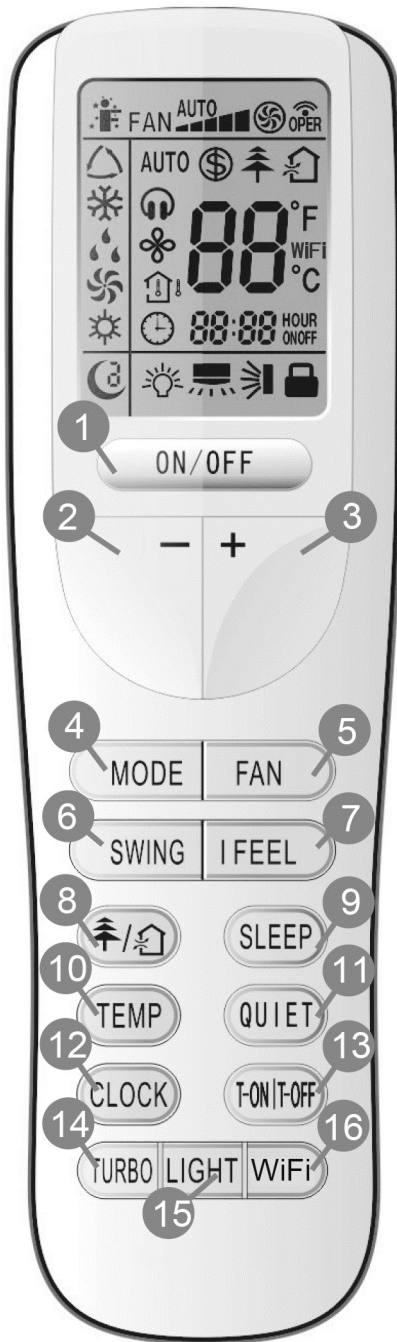 FAN AUTO OPER
AUTO
88 °F
WiFi
°C
88:88 HOUR
ONOFF
1
ON/OFF
2 − + 3
4 5
MODE FAN
6 7
SWING I FEEL
8 9
/ SLEEP
10 11
TEMP QUIET
12 13
CLOCK T-ON|T-OFF
14 16
TURBO LIGHT WiFi
15